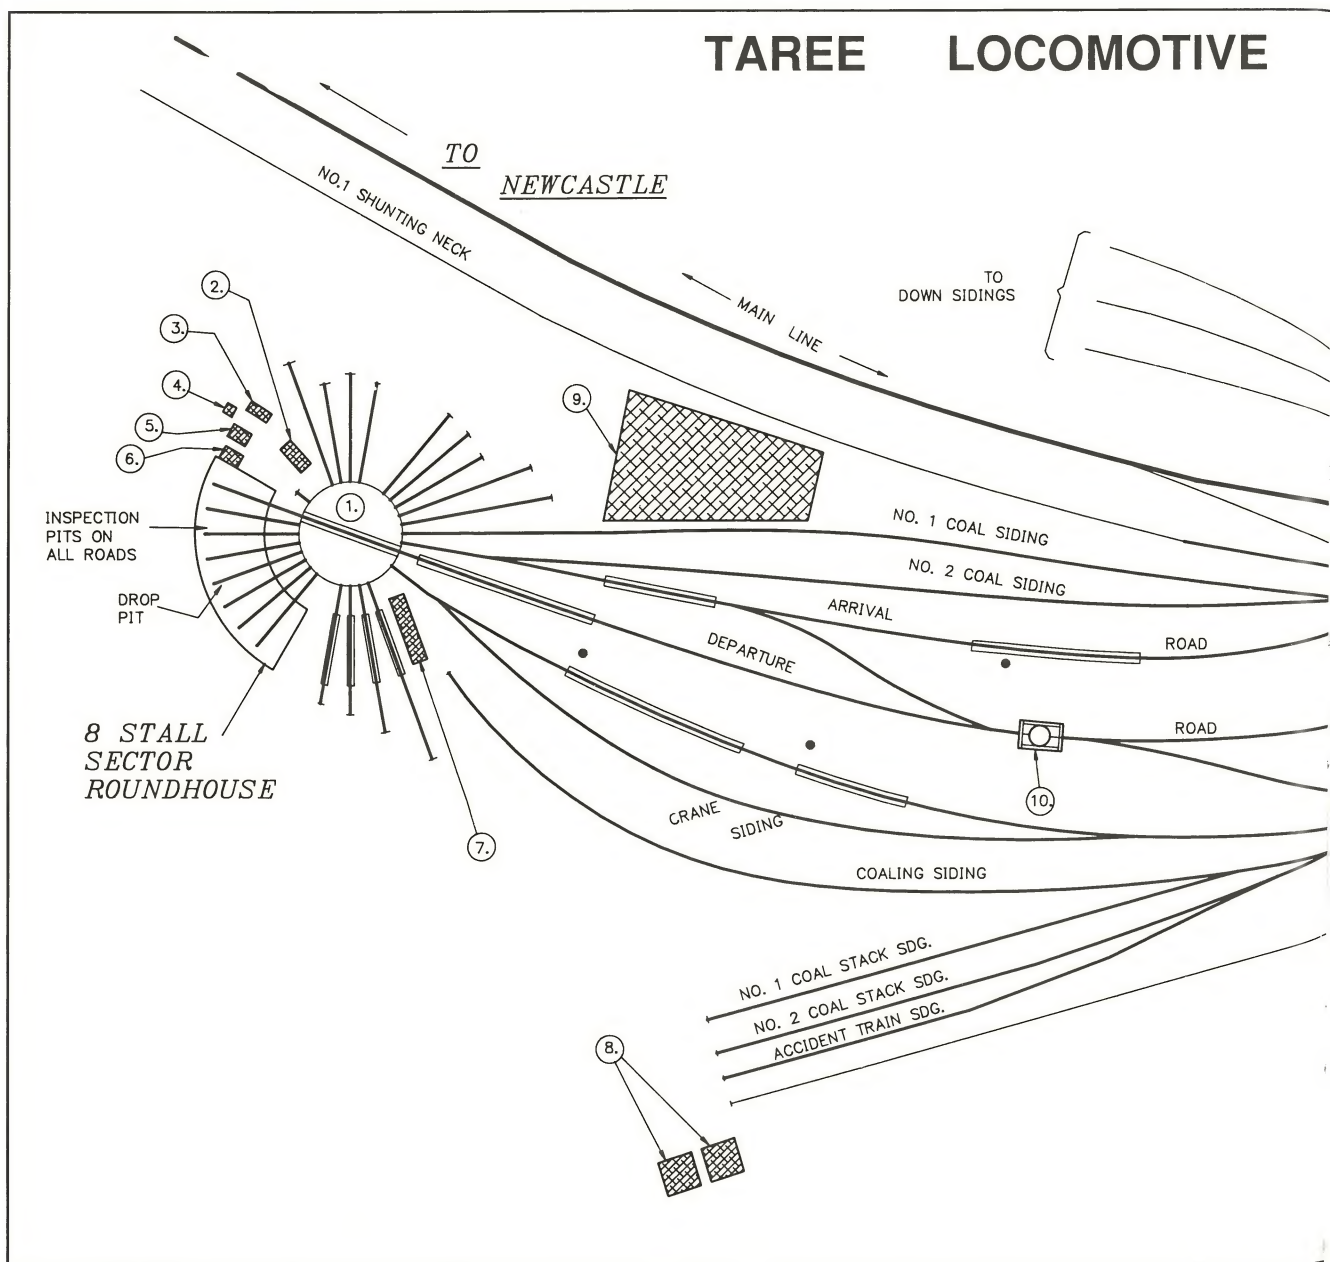 TAREE LOCOMOTIVE
TO
NEWCASTLE
NO.1 SHUNTING NECK
TO
DOWN SIDINGS
MAIN LINE
2.
3.
4.
5.
6.
9.
1.
INSPECTION
PITS ON
ALL ROADS
DROP
PIT
NO. 1 COAL SIDING
NO. 2 COAL SIDING
ARRIVAL ROAD
DEPARTURE ROAD
8 STALL
SECTOR
ROUNDHOUSE
7.
10.
CRANE
SIDING
COALING SIDING
NO. 1 COAL STACK SDG.
NO. 2 COAL STACK SDG.
ACCIDENT TRAIN SDG.
8.